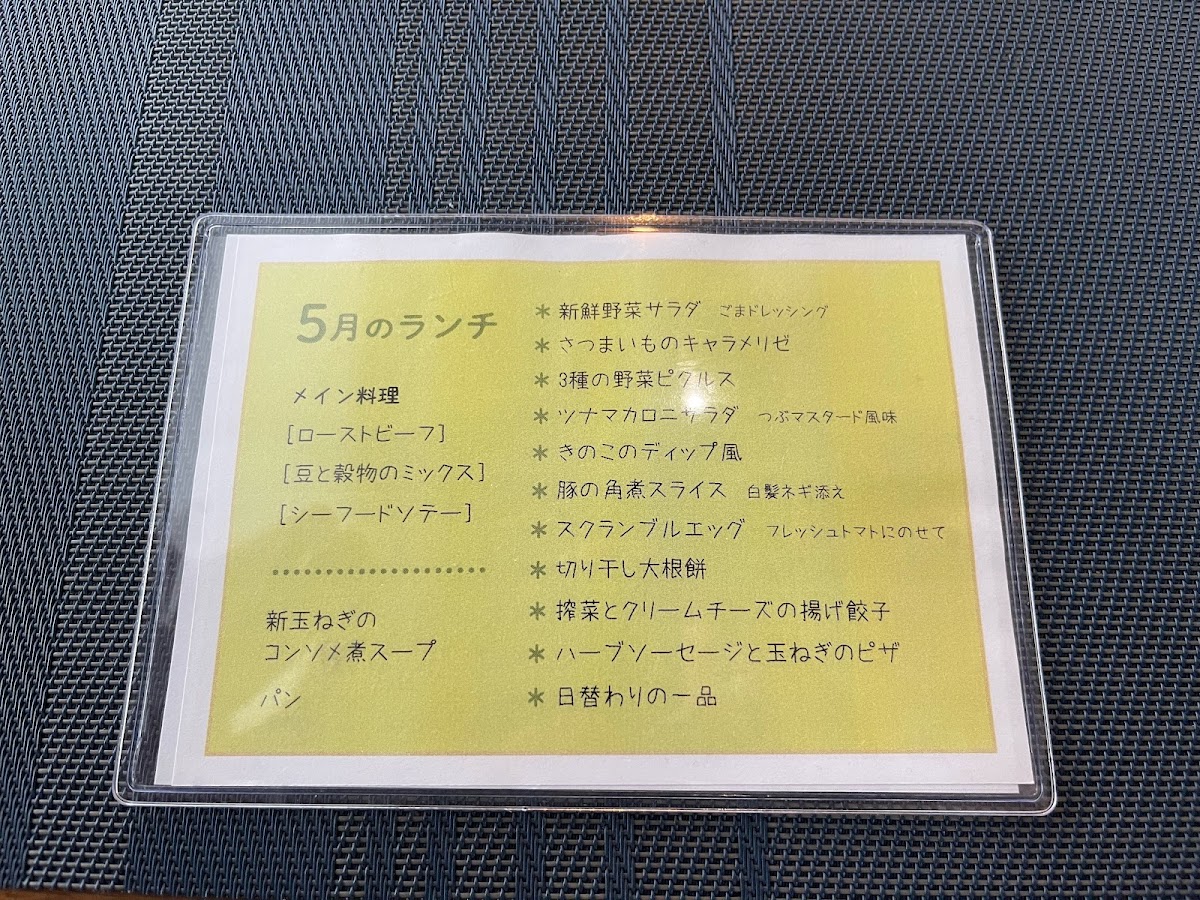 5月のランチ
メイン料理
[ローストビーフ]
[豆と穀物のミックス]
[シーフードソテー]
新玉ねぎの
コンソメ煮スープ
パン
* 新鮮野菜サラダ ごまドレッシング
* さつまいものキャラメリゼ
* 3種の野菜ピクルス
* ツナマカロニサラダ つぶマスタード風味
* きのこのディップ風
* 豚の角煮スライス 白髪ネギ添え
* スクランブルエッグ フレッシュトマトにのせて
* 切り干し大根餅
* 搾菜とクリームチーズの揚げ餃子
* ハーブソーセージと玉ねぎのピザ
* 日替わりの一品